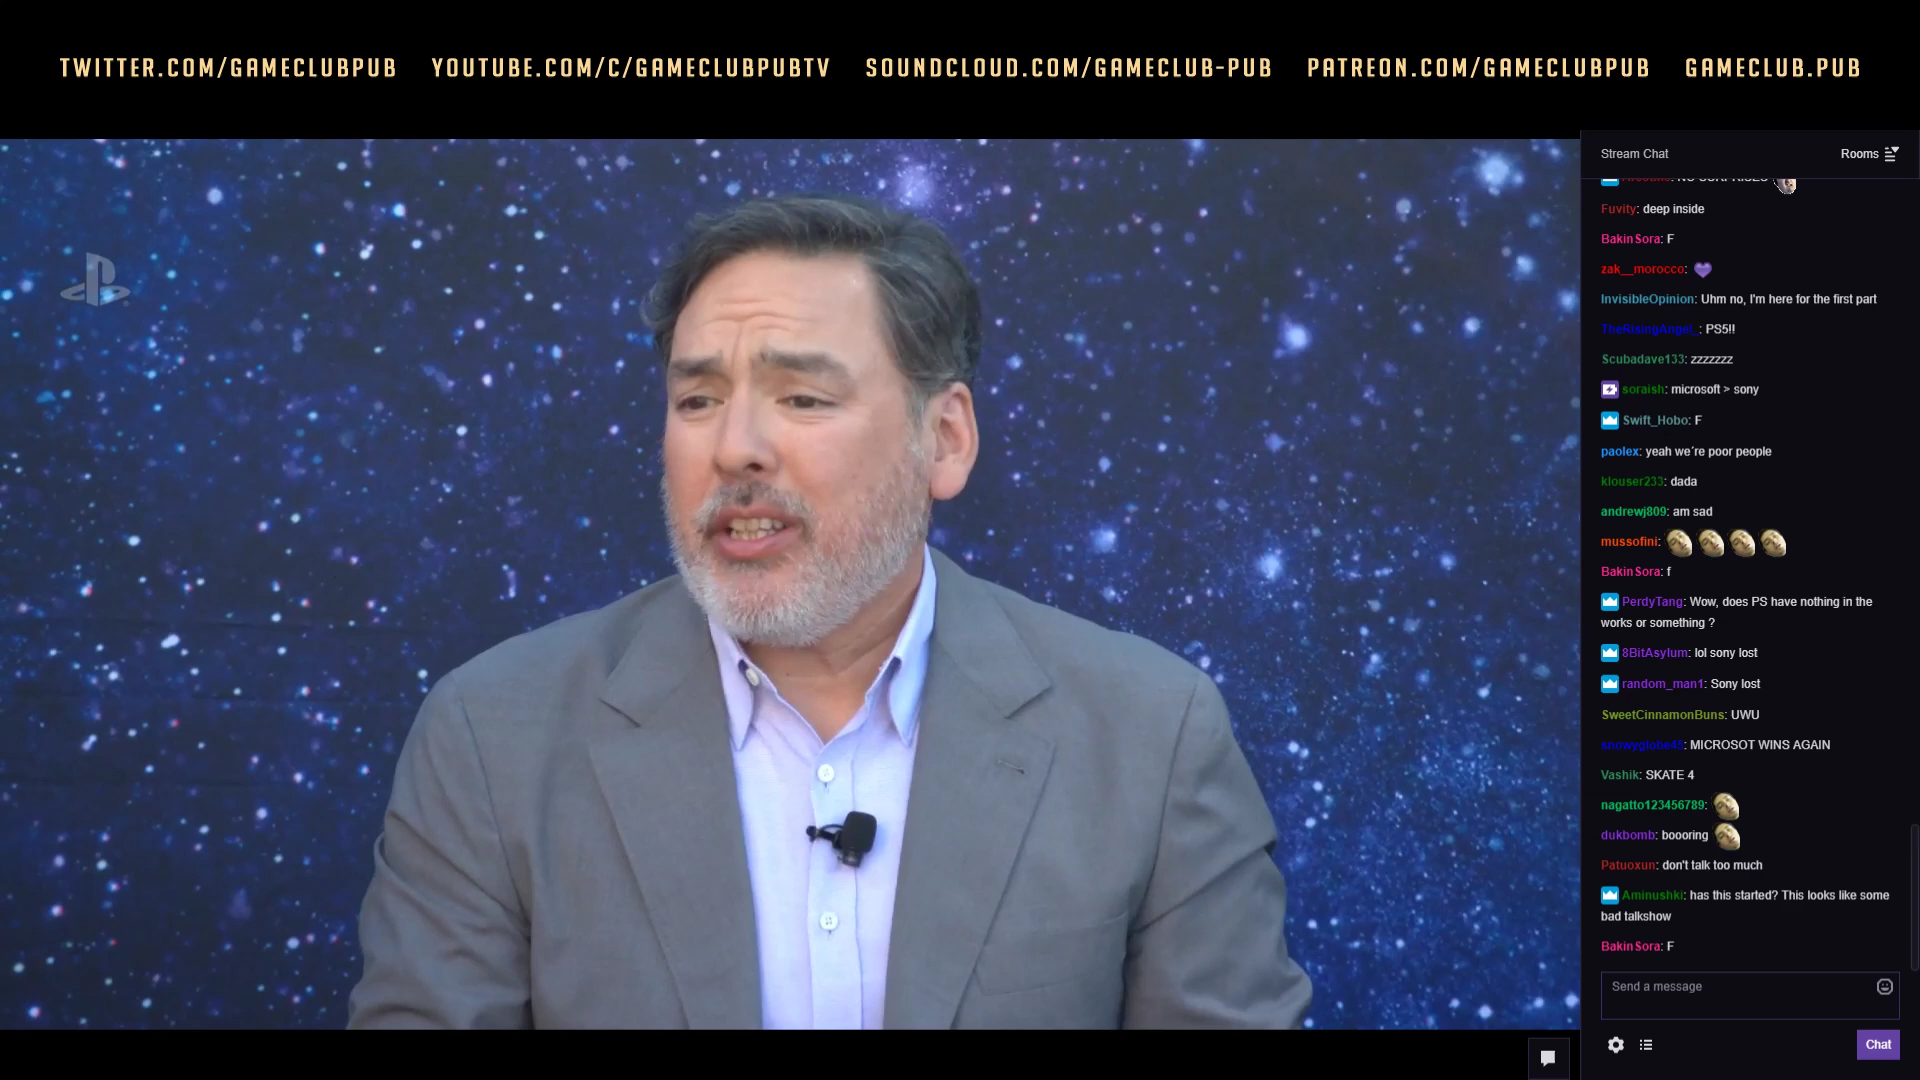 TWITTER.COM/GAMECLUBPUB YOUTUBE.COM/C/GAMECLUBPUBTV SOUNDCLOUD.COM/GAMECLUB-PUB PATREON.COM/GAMECLUBPUB GAMECLUB.PUB
Stream Chat Rooms
Fuvity: deep inside
BakinSora: F
zak__morocco:
InvisibleOpinion: Uhm no, I'm here for the first part
TheRisingAngel_: PS5!!
Scubadave133: zzzzzzz
soraish: microsoft > sony
Swift_Hobo: F
paolex: yeah we´re poor people
klouser233: dada
andrewj809: am sad
mussofini:
BakinSora: f
PerdyTang: Wow, does PS have nothing in the
works or something ?
8BitAsylum: lol sony lost
random_man1: Sony lost
SweetCinnamonBuns: UWU
snowyglobe45: MICROSOT WINS AGAIN
Vashik: SKATE 4
nagatto123456789:
dukbomb: boooring
Patuoxun: don't talk too much
Aminushki: has this started? This looks like some
bad talkshow
BakinSora: F
Send a message
Chat